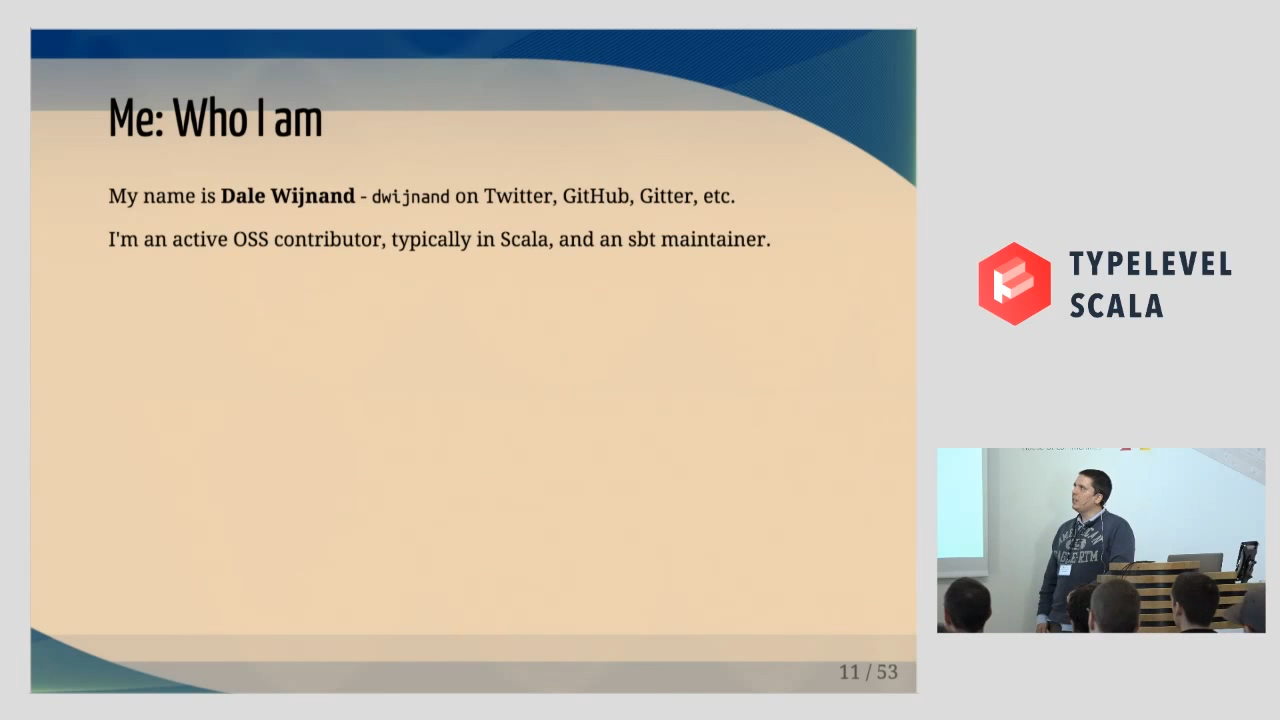 Me: Who I am
My name is Dale Wijnand - dwijnand on Twitter, GitHub, Gitter, etc.
I'm an active OSS contributor, typically in Scala, and an sbt maintainer.
11 / 53
TYPELEVEL
SCALA
AMERICAN